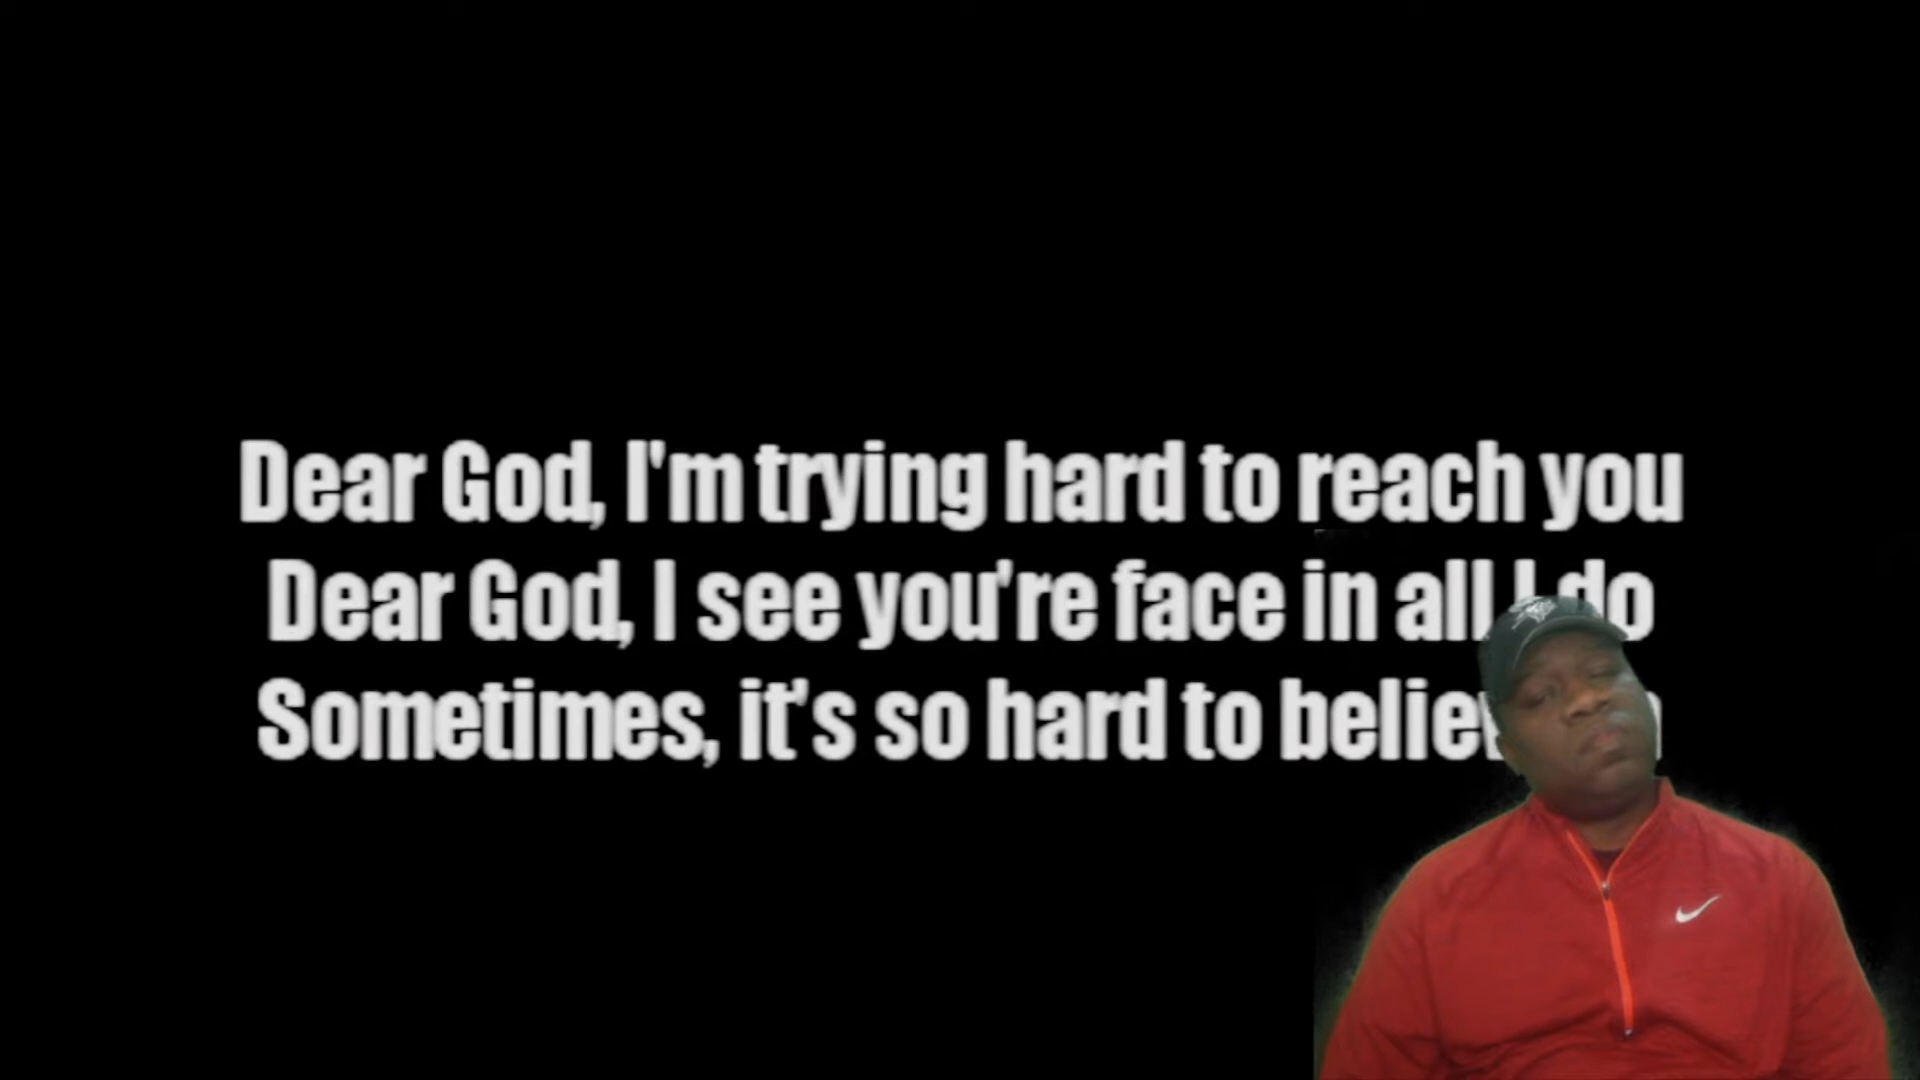 Dear God, I'm trying hard to reach you
Dear God, I see you're face in all I do
Sometimes, it's so hard to